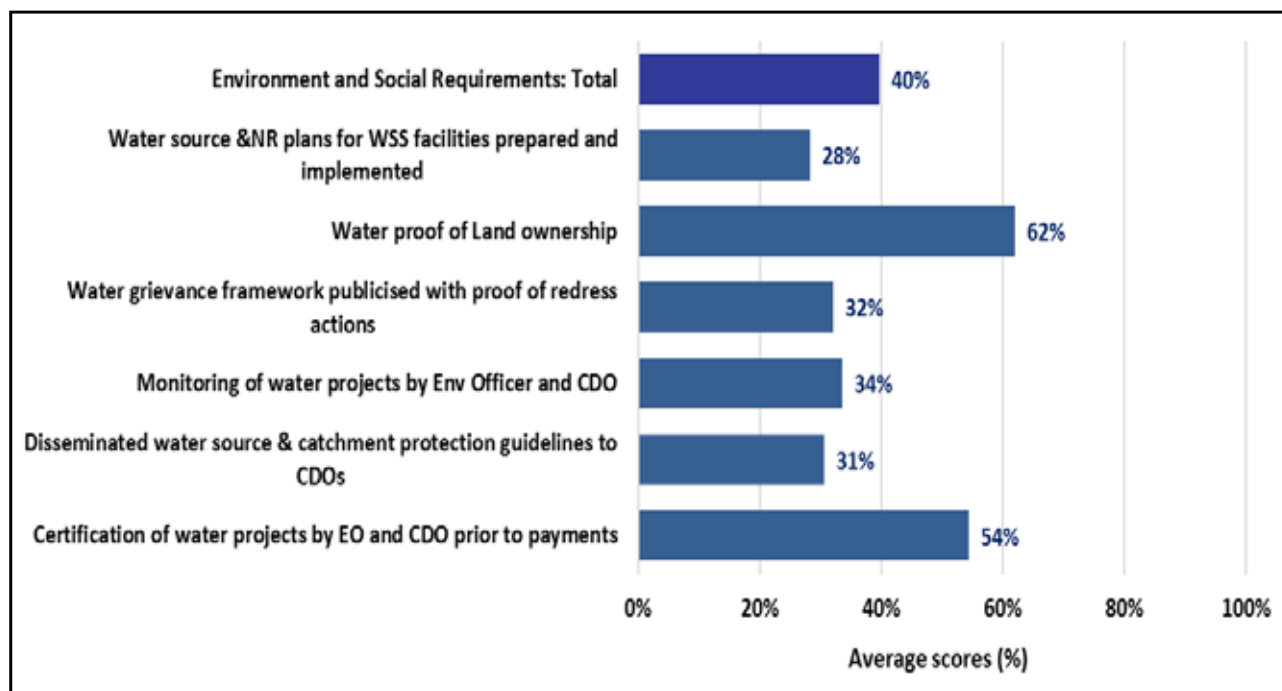 Environment and Social Requirements: Total
40%
Water source &NR plans for WSS facilities prepared and
implemented
28%
Water proof of Land ownership
62%
Water grievance framework publicised with proof of redress
actions
32%
Monitoring of water projects by Env Officer and CDO
34%
Disseminated water source & catchment protection guidelines to
CDOs
31%
Certification of water projects by EO and CDO prior to payments
54%
0% 20% 40% 60% 80% 100%
Average scores (%)